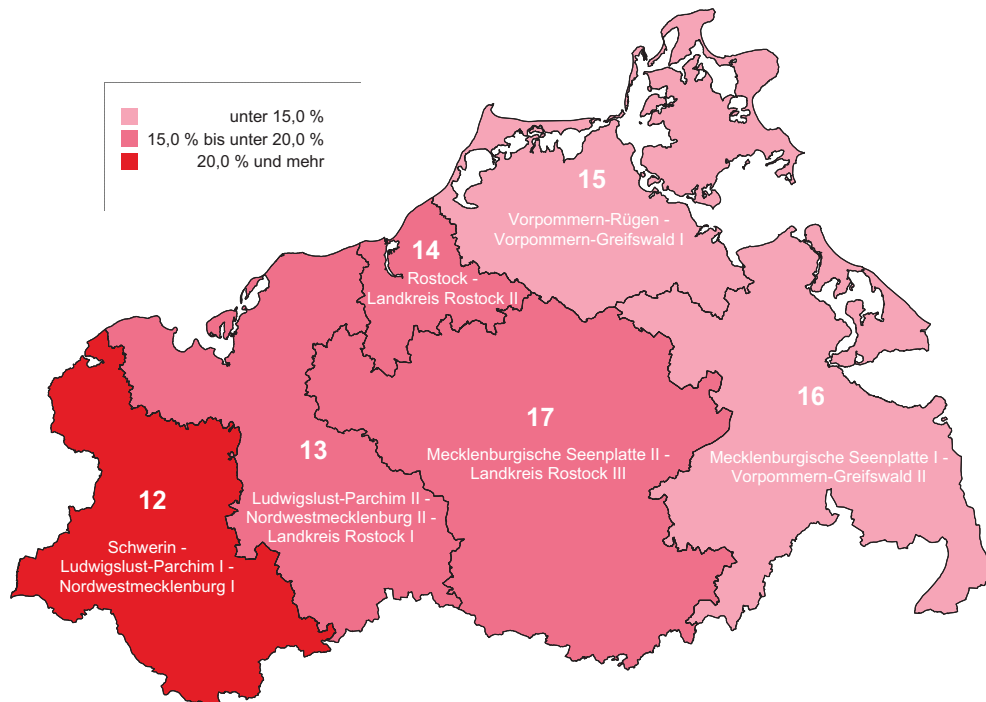 unter 15,0 %
15,0 % bis unter 20,0 %
20,0 % und mehr
15
Vorpommern-Rügen -
Vorpommern-Greifswald I
14
Rostock -
Landkreis Rostock II
16
Mecklenburgische Seenplatte I -
Vorpommern-Greifswald II
17
Mecklenburgische Seenplatte II -
Landkreis Rostock III
13
Ludwigslust-Parchim II -
Nordwestmecklenburg II -
Landkreis Rostock I
12
Schwerin -
Ludwigslust-Parchim I -
Nordwestmecklenburg I